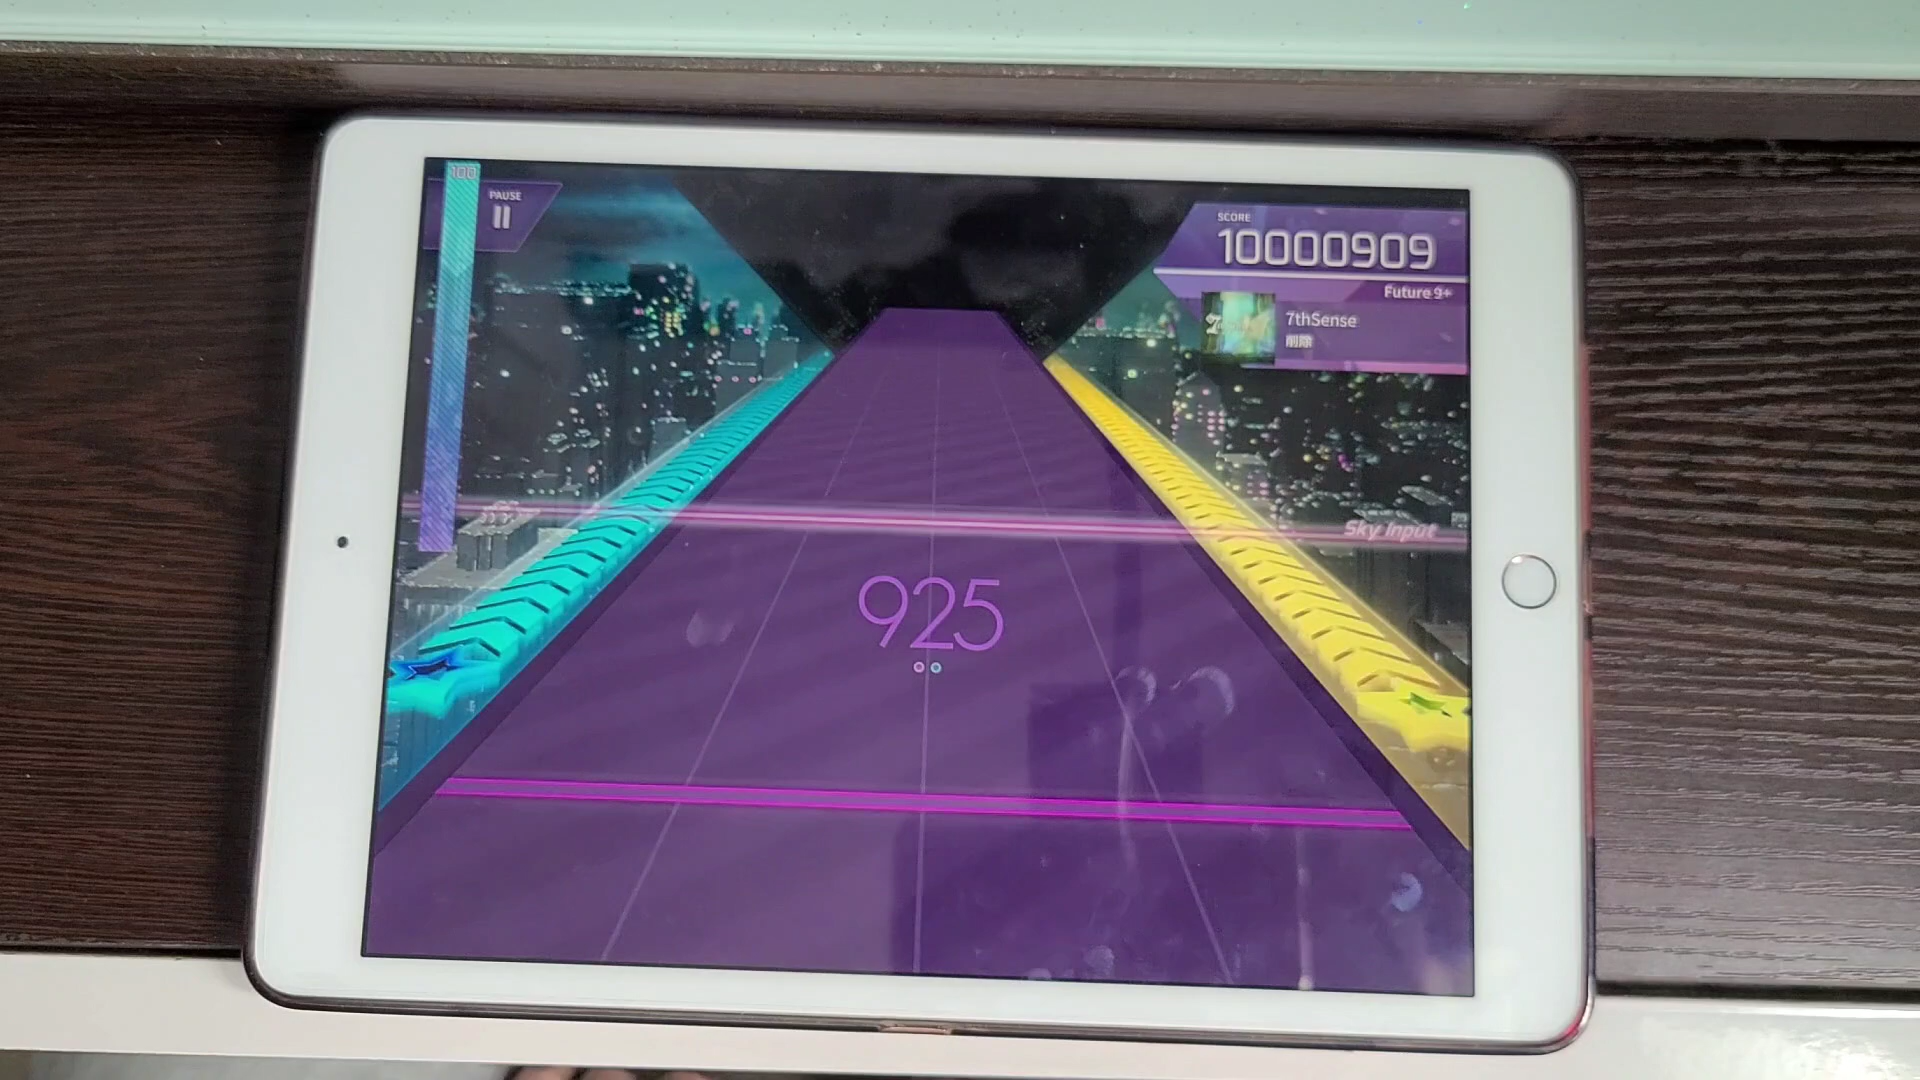 100
PAUSE
SCORE
10000909
Future 9+
7thSense
削除
Sky Input
925